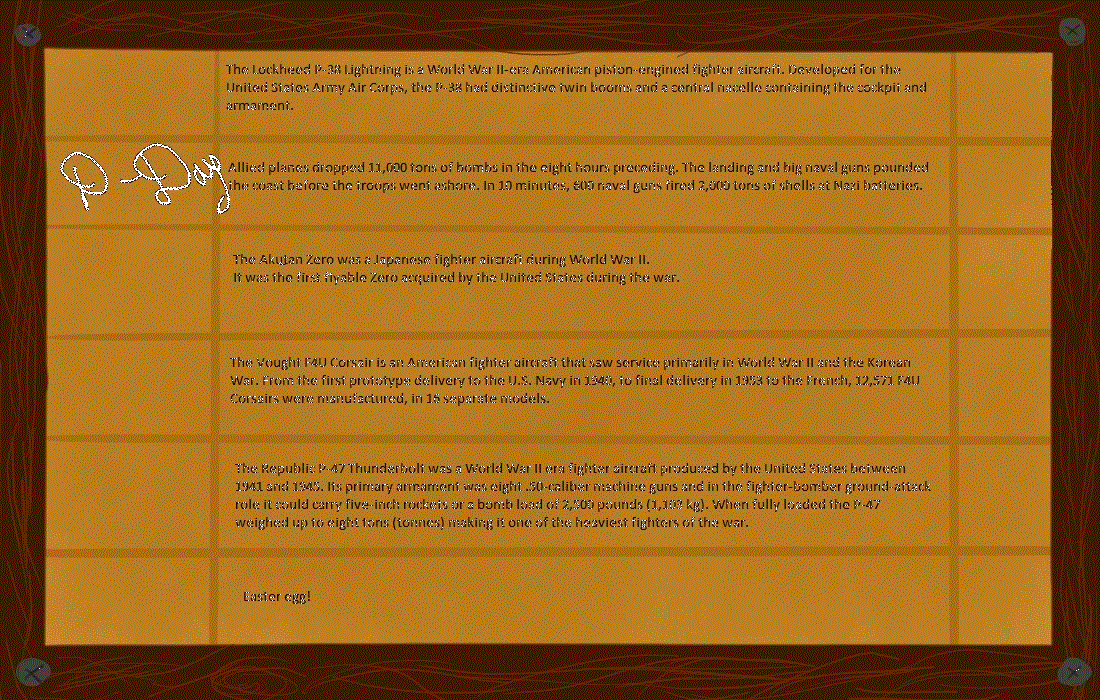 The Lockheed P-38 Lightning is a World War II-era American piston-engined fighter aircraft. Developed for the
United States Army Air Corps, the P-38 had distinctive twin booms and a central nacelle containing the cockpit and
armament.
D-Day
Allied planes dropped 11,000 tons of bombs in the eight hours preceding. The landing and big naval guns pounded
the coast before the troops went ashore. In 10 minutes, 600 naval guns fired 2,000 tons of shells at Nazi batteries.
The Akutan Zero was a Japanese fighter aircraft during World War II.
It was the first flyable Zero acquired by the United States during the war.
The Vought F4U Corsair is an American fighter aircraft that saw service primarily in World War II and the Korean
War. From the first prototype delivery to the U.S. Navy in 1940, to final delivery in 1953 to the French, 12,571 F4U
Corsairs were manufactured, in 16 separate models.
The Republic P-47 Thunderbolt was a World War II era fighter aircraft produced by the United States between
1941 and 1945. Its primary armament was eight .50-caliber machine guns and in the fighter-bomber ground-attack
role it could carry five-inch rockets or a bomb load of 2,500 pounds (1,100 kg). When fully loaded the P-47
weighed up to eight tons (tonnes) making it one of the heaviest fighters of the war.
Easter egg!